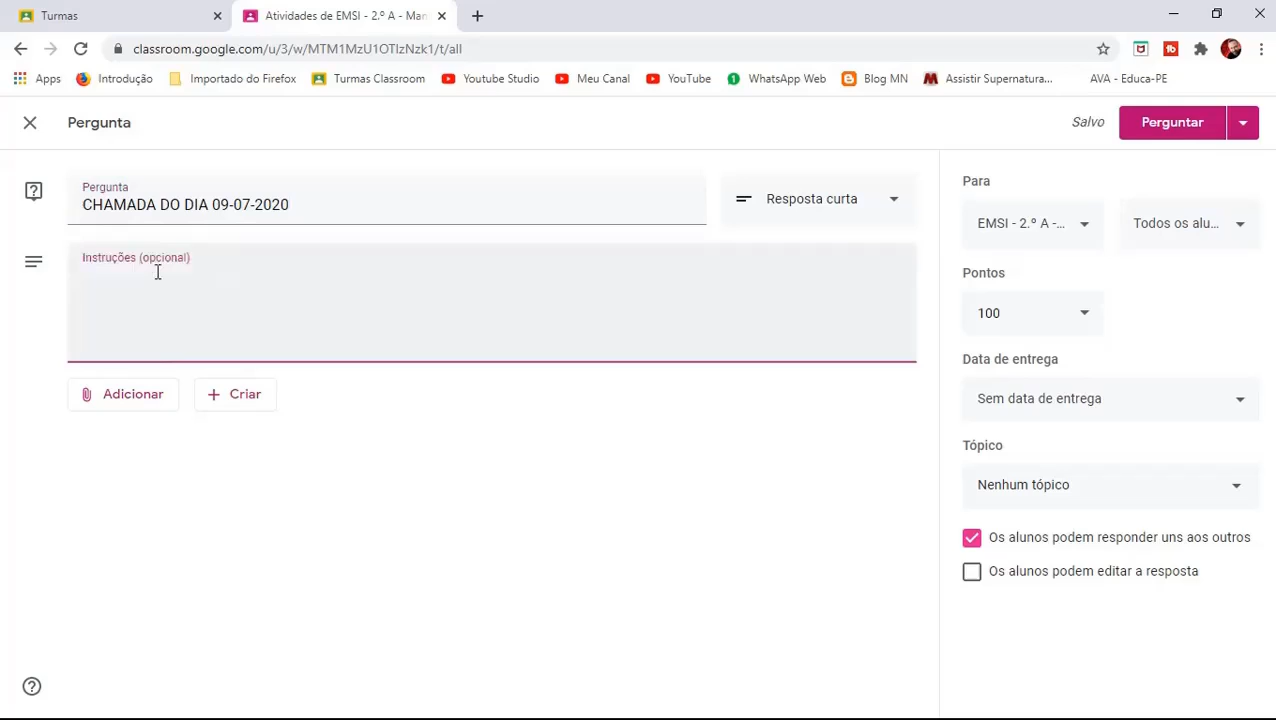 Turmas
Atividades de EMSI - 2.º A - Man
classroom.google.com/u/3/w/MTM1MzU1OTIzNzk1/t/all
Apps
Introdução
Importado do Firefox
Turmas Classroom
Youtube Studio
Meu Canal
YouTube
1
WhatsApp Web
Blog MN
Assistir Supernatura...
AVA - Educa-PE
Pergunta
Salvo
Perguntar
Pergunta
CHAMADA DO DIA 09-07-2020
Resposta curta
Instruções (opcional)
Adicionar
Criar
Para
EMSI - 2.º A -...
Todos os alu...
Pontos
100
Data de entrega
Sem data de entrega
Tópico
Nenhum tópico
Os alunos podem responder uns aos outros
Os alunos podem editar a resposta